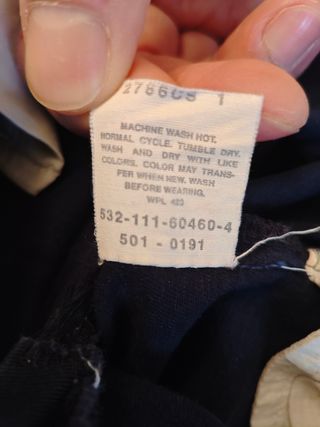 2786CS 1
MACHINE WASH HOT.
NORMAL CYCLE. TUMBLE DRY.
WASH AND DRY WITH LIKE
COLORS. COLOR MAY TRANS-
FER WHEN NEW. WASH
BEFORE WEARING.
WPL 423
532-111-60460-4
501 - 0191